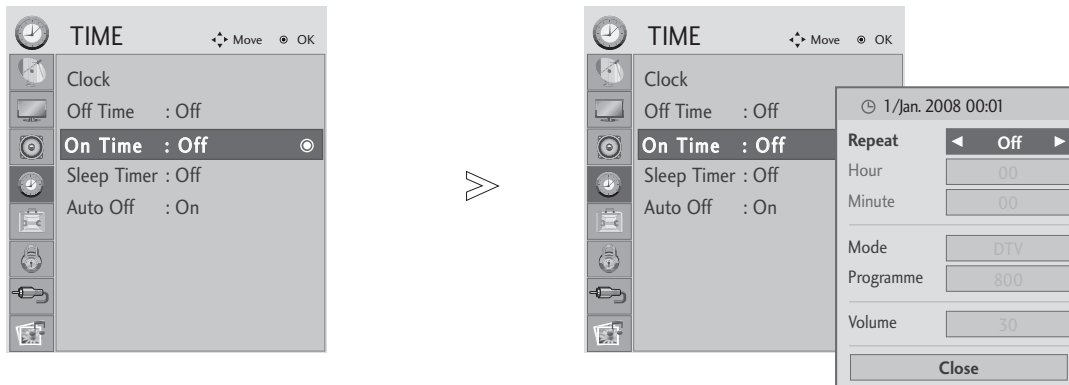 TIME Move OK
Clock
Off Time : Off
On Time : Off
Sleep Timer : Off
Auto Off : On
TIME Move OK
Clock
Off Time : Off
On Time : Off
Sleep Timer : Off
Auto Off : On
1/Jan. 2008 00:01
Repeat ◄ Off ►
Hour 00
Minute 00
Mode DTV
Programme 800
Volume 30
Close